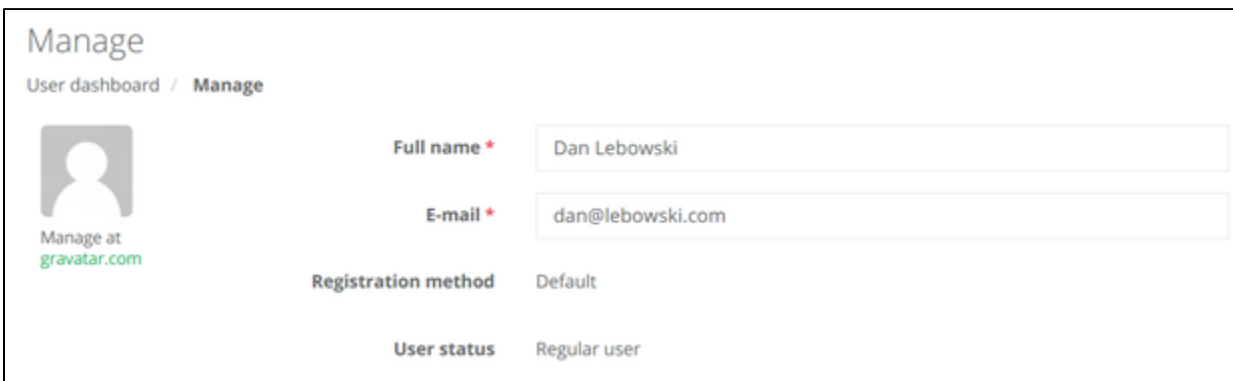 Manage
User dashboard / Manage
Full name * Dan Lebowski
E-mail * dan@lebowski.com
Manage at
gravatar.com
Registration method Default
User status Regular user